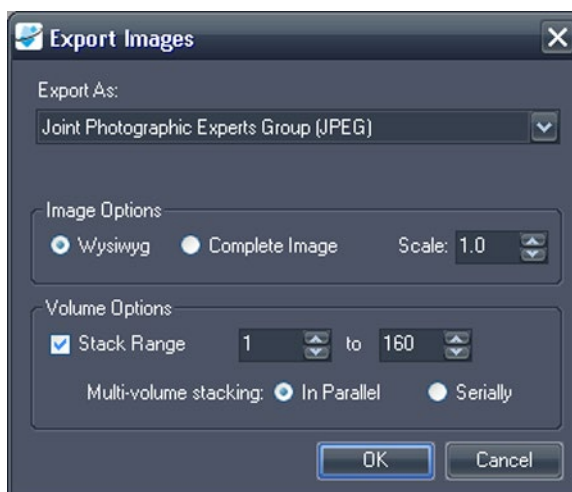 Export Images
Export As:
Joint Photographic Experts Group (JPEG)
Image Options
Wysiwyg Complete Image Scale: 1.0
Volume Options
Stack Range 1 to 160
Multi-volume stacking: In Parallel Serially
OK Cancel